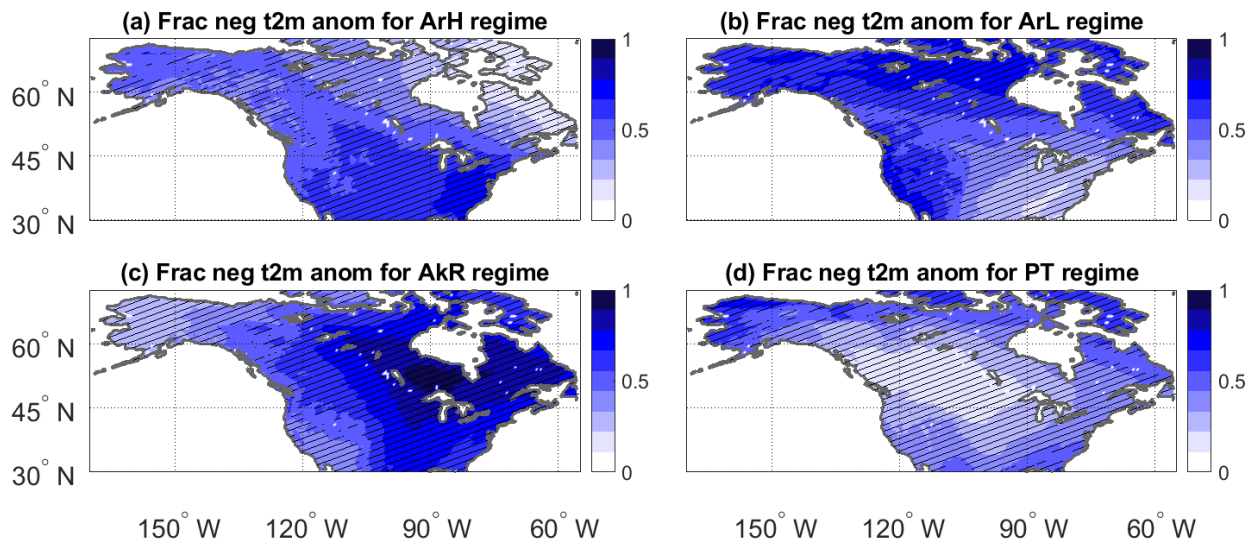 (a) Frac neg t2m anom for ArH regime
(b) Frac neg t2m anom for ArL regime
60° N
45° N
30° N
1
0.5
0
1
0.5
0
(c) Frac neg t2m anom for AkR regime
(d) Frac neg t2m anom for PT regime
60° N
45° N
30° N
1
0.5
0
1
0.5
0
150° W
120° W
90° W
60° W
150° W
120° W
90° W
60° W